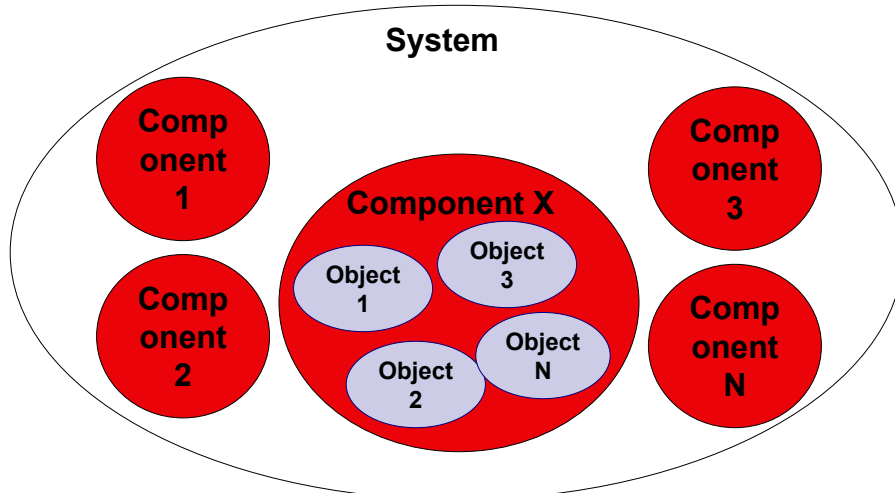 System
Comp
onent
1
Comp
onent
3
Component X
Object
1
Object
3
Comp
onent
2
Object
2
Object
N
Comp
onent
N